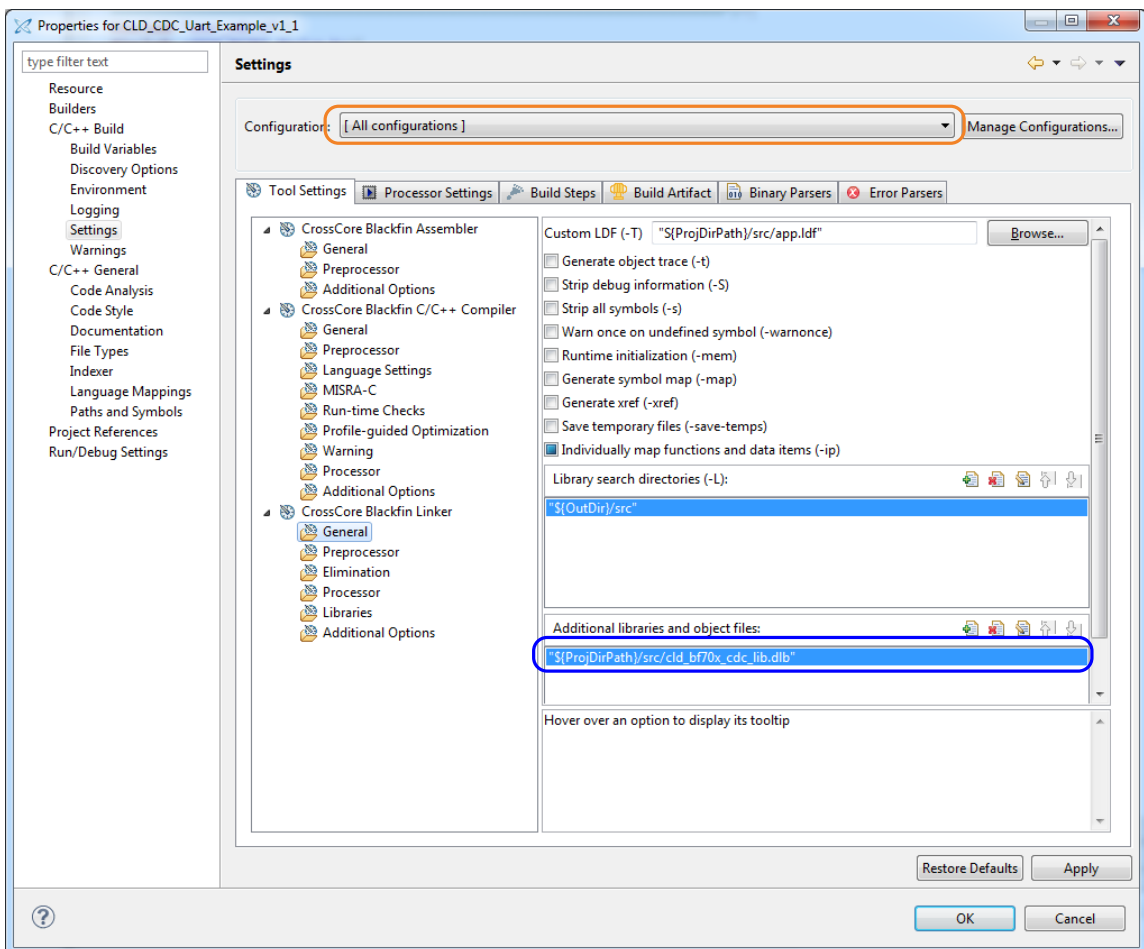 Properties for CLD_CDC_Uart_Example_v1_1
type filter text
Resource
Builders
C/C++ Build
Build Variables
Discovery Options
Environment
Logging
Settings
Warnings
C/C++ General
Code Analysis
Code Style
Documentation
File Types
Indexer
Language Mappings
Paths and Symbols
Project References
Run/Debug Settings
Settings
Configuration: [ All configurations ] Manage Configurations...
Tool Settings Processor Settings Build Steps Build Artifact Binary Parsers Error Parsers
CrossCore Blackfin Assembler
General
Preprocessor
Additional Options
CrossCore Blackfin C/C++ Compiler
General
Preprocessor
Language Settings
MISRA-C
Run-time Checks
Profile-guided Optimization
Warning
Processor
Additional Options
CrossCore Blackfin Linker
General
Preprocessor
Elimination
Processor
Libraries
Additional Options
Custom LDF (-T) "${ProjDirPath}/src/app.ldf" Browse...
Generate object trace (-t)
Strip debug information (-S)
Strip all symbols (-s)
Warn once on undefined symbol (-warnonce)
Runtime initialization (-mem)
Generate symbol map (-map)
Generate xref (-xref)
Save temporary files (-save-temps)
Individually map functions and data items (-ip)
Library search directories (-L):
"${OutDir}/src"
Additional libraries and object files:
"${ProjDirPath}/src/cld_bf70x_cdc_lib.dlb"
Hover over an option to display its tooltip
Restore Defaults Apply
OK Cancel